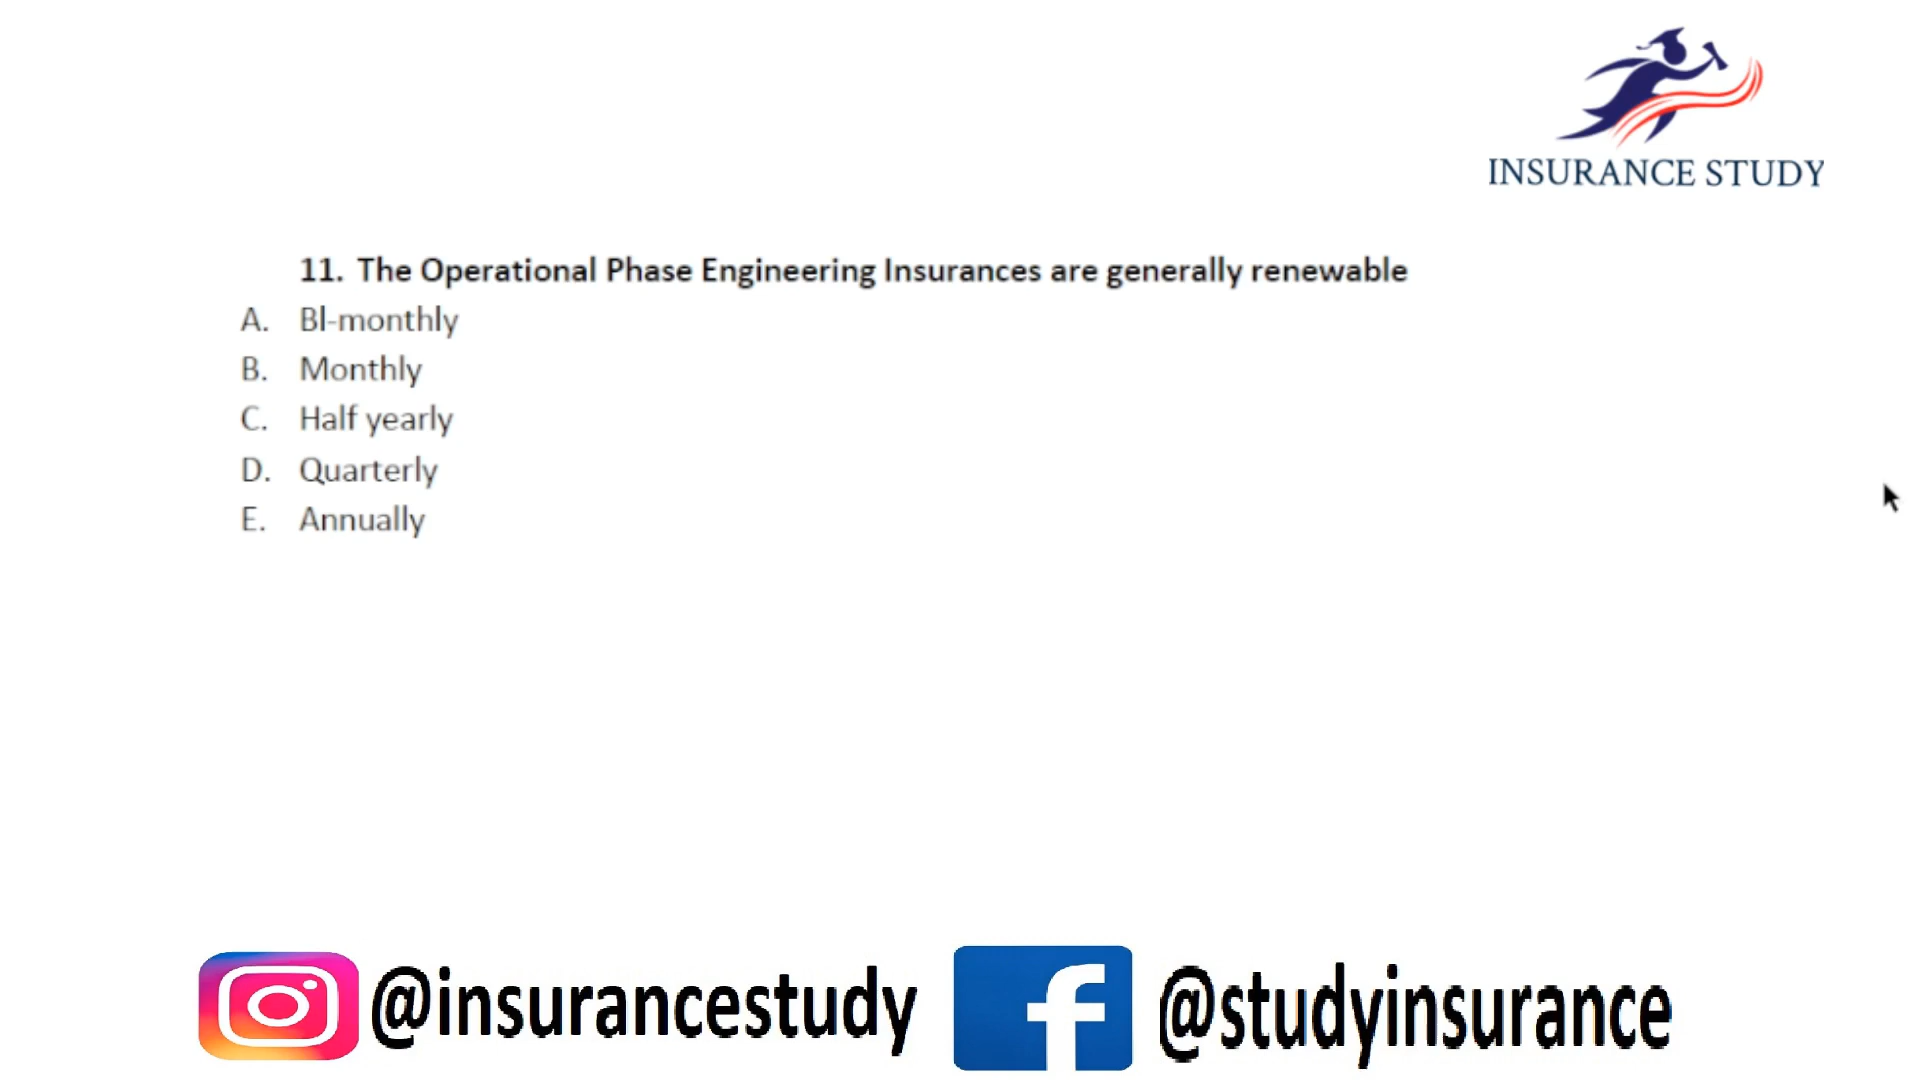 INSURANCE STUDY
11. The Operational Phase Engineering Insurances are generally renewable
A. Bl-monthly
B. Monthly
C. Half yearly
D. Quarterly
E. Annually
@insurancestudy
@studyinsurance